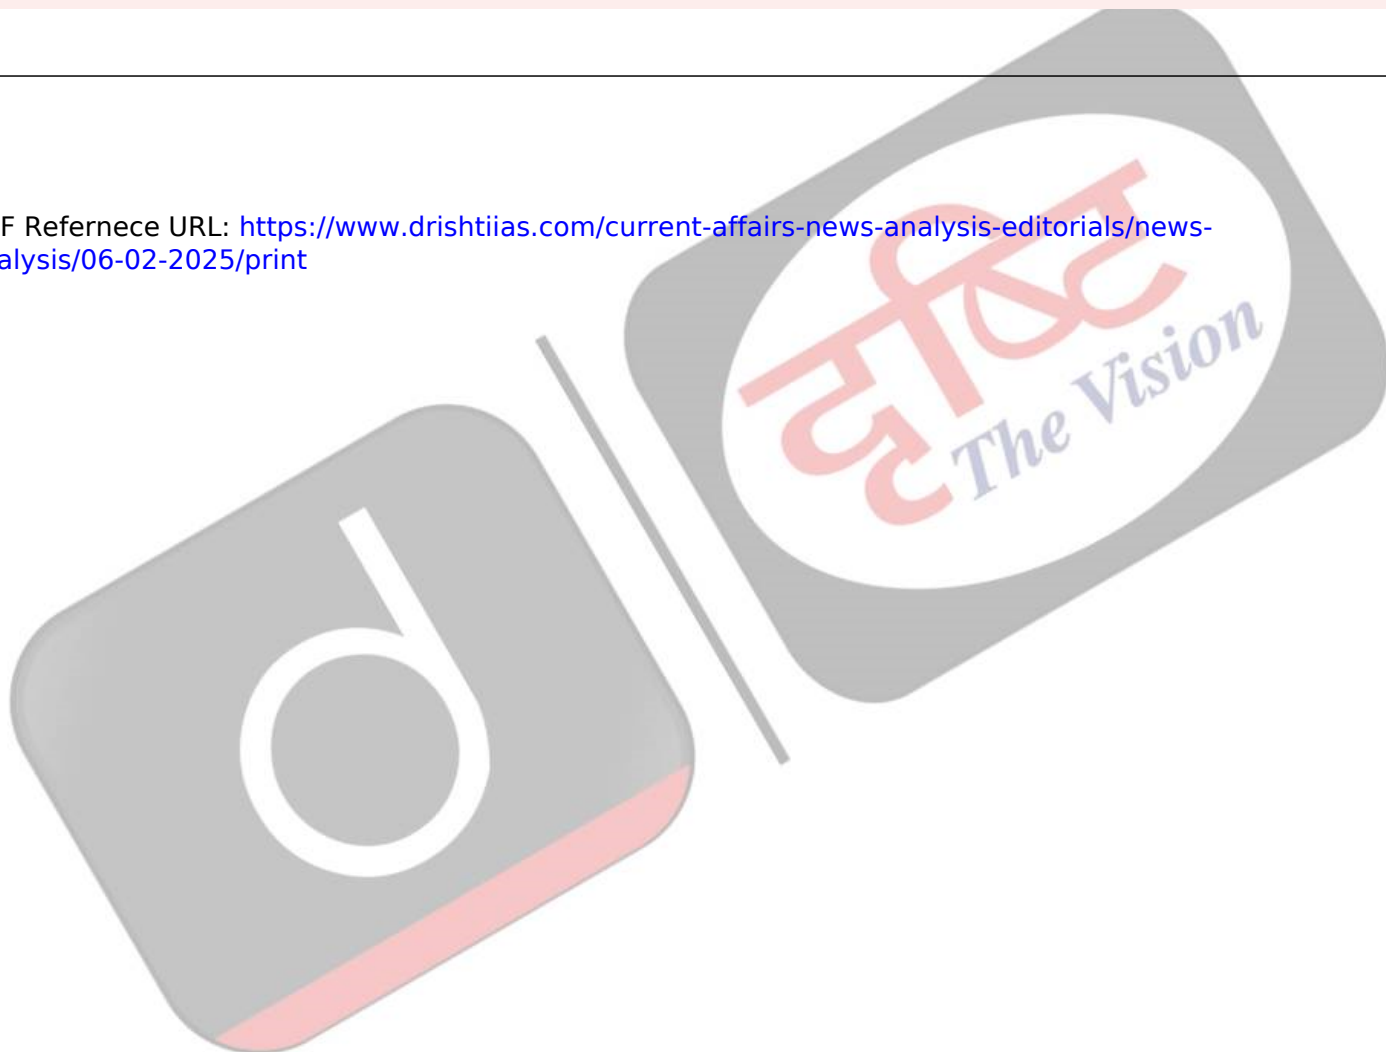 F Refernece URL: https://www.drishtiias.com/current-affairs-news-analysis-editorials/news-
alysis/06-02-2025/print
दृष्टि
The Vision
d